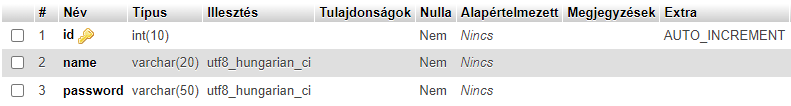 # Név Típus Illesztés Tulajdonságok Nulla Alapértelmezett Megjegyzések Extra
1 id int(10) Nem Nincs AUTO_INCREMENT
2 name varchar(20) utf8_hungarian_ci Nem Nincs
3 password varchar(50) utf8_hungarian_ci Nem Nincs